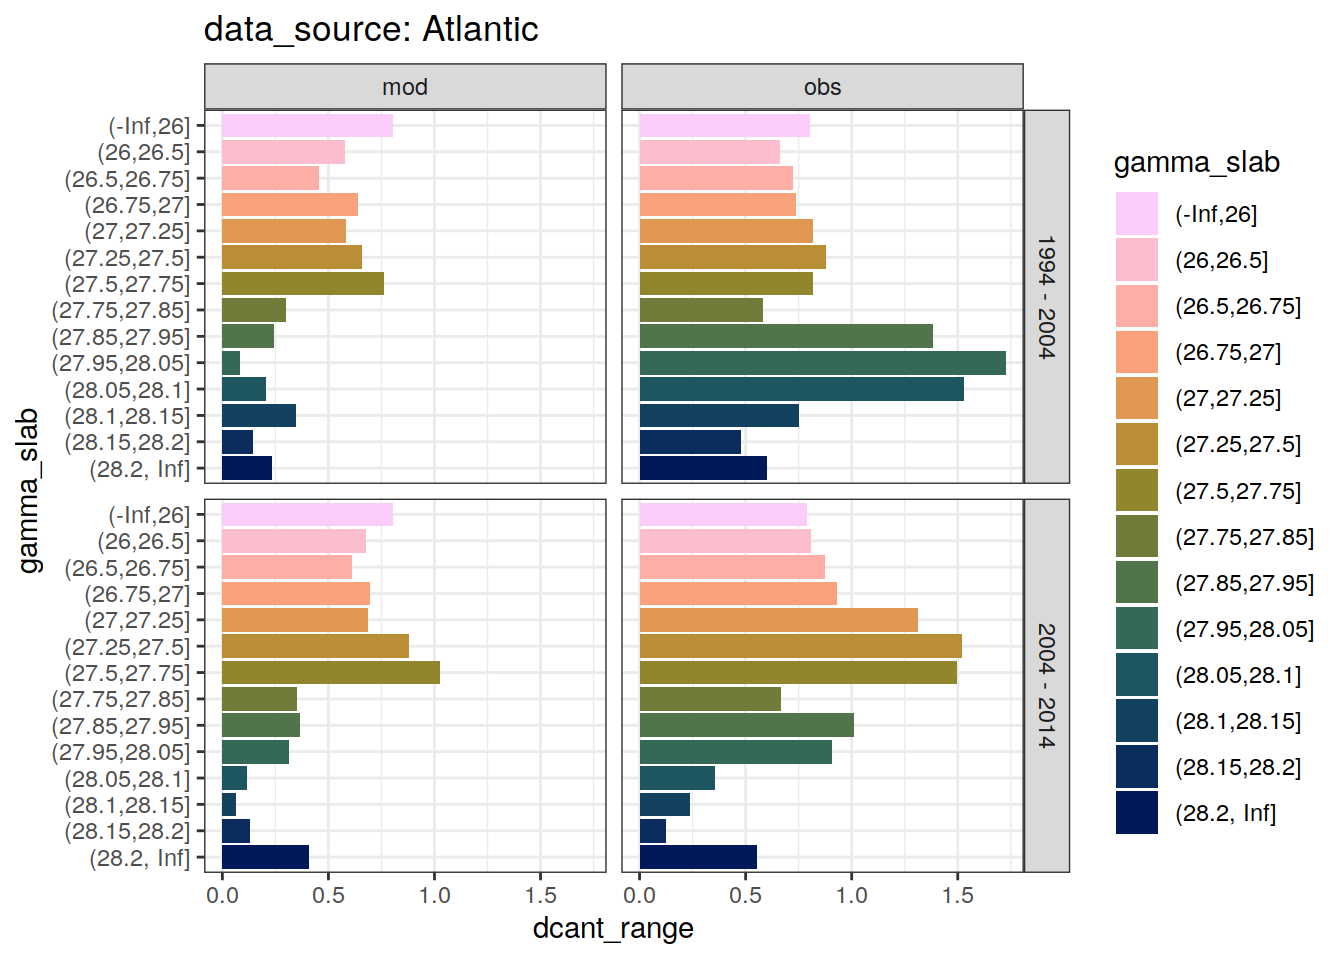 data_source: Atlantic
mod
obs
(-Inf,26]
(26,26.5]
(26.5,26.75]
(26.75,27]
(27,27.25]
(27.25,27.5]
(27.5,27.75]
(27.75,27.85]
(27.85,27.95]
(27.95,28.05]
(28.05,28.1]
(28.1,28.15]
(28.15,28.2]
(28.2, Inf]
1994 - 2004
(-Inf,26]
(26,26.5]
(26.5,26.75]
(26.75,27]
(27,27.25]
(27.25,27.5]
(27.5,27.75]
(27.75,27.85]
(27.85,27.95]
(27.95,28.05]
(28.05,28.1]
(28.1,28.15]
(28.15,28.2]
(28.2, Inf]
2004 - 2014
gamma_slab
0.0 0.5 1.0 1.5
0.0 0.5 1.0 1.5
dcant_range
gamma_slab
(-Inf,26]
(26,26.5]
(26.5,26.75]
(26.75,27]
(27,27.25]
(27.25,27.5]
(27.5,27.75]
(27.75,27.85]
(27.85,27.95]
(27.95,28.05]
(28.05,28.1]
(28.1,28.15]
(28.15,28.2]
(28.2, Inf]